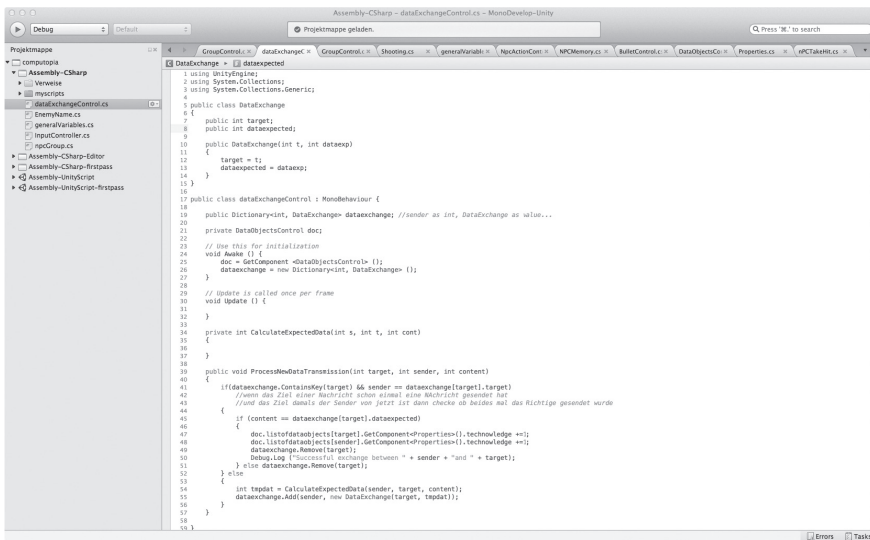 Assembly-CSharp – dataExchangeControl.cs – MonoDevelop-Unity
Debug
Default
Projektmappe geladen.
Press '⌘.' to search
Projektmappe
GroupControl.c
dataExchangeC
GroupControl.c
Shooting.cs
generalVariable
NpcActionCont
NPCMemory.cs
BulletControl.c
DataObjectsCo
Properties.cs
nPCTakeHit.cs
DataExchange ▸ dataexpected
computopia
Assembly-CSharp
Verweise
myscripts
dataExchangeControl.cs
EnemyName.cs
generalVariables.cs
InputController.cs
npcGroup.cs
Assembly-CSharp-Editor
Assembly-CSharp-firstpass
Assembly-UnityScript
Assembly-UnityScript-firstpass
1 using UnityEngine;
2 using System.Collections;
3 using System.Collections.Generic;
4
5 public class DataExchange
6 {
7 public int target;
8 public int dataexpected;
9
10 public DataExchange(int t, int dataexp)
11 {
12 target = t;
13 dataexpected = dataexp;
14 }
15 }
16
17 public class dataExchangeControl : MonoBehaviour {
18
19 public Dictionary<int, DataExchange> dataexchange; //sender as int, DataExchange as value...
20
21 private DataObjectsControl doc;
22
23 // Use this for initialization
24 void Awake () {
25 doc = GetComponent <DataObjectsControl> ();
26 dataexchange = new Dictionary<int, DataExchange> ();
27 }
28
29 // Update is called once per frame
30 void Update () {
31
32 }
33
34 private int CalculateExpectedData(int s, int t, int cont)
35 {
36
37 }
38
39 public void ProcessNewDataTransmission(int target, int sender, int content)
40 {
41 if(dataexchange.ContainsKey(target) && sender == dataexchange[target].target)
42 //wenn das Ziel einer Nachricht schon einmal eine NAchricht gesendet hat
43 //und das Ziel damals der Sender von jetzt ist dann checke ob beides mal das Richtige gesendet wurde
44 {
45 if (content == dataexchange[target].dataexpected)
46 {
47 doc.listofdataobjects[target].GetComponent<Properties>().technowledge +=1;
48 doc.listofdataobjects[sender].GetComponent<Properties>().technowledge +=1;
49 dataexchange.Remove(target);
50 Debug.Log ("Successful exchange between " + sender + "and " + target);
51 } else dataexchange.Remove(target);
52 } else
53 {
54 int tmpdat = CalculateExpectedData(sender, target, content);
55 dataexchange.Add(sender, new DataExchange(target, tmpdat));
56 }
57 }
58
59 }
Errors
Tasks